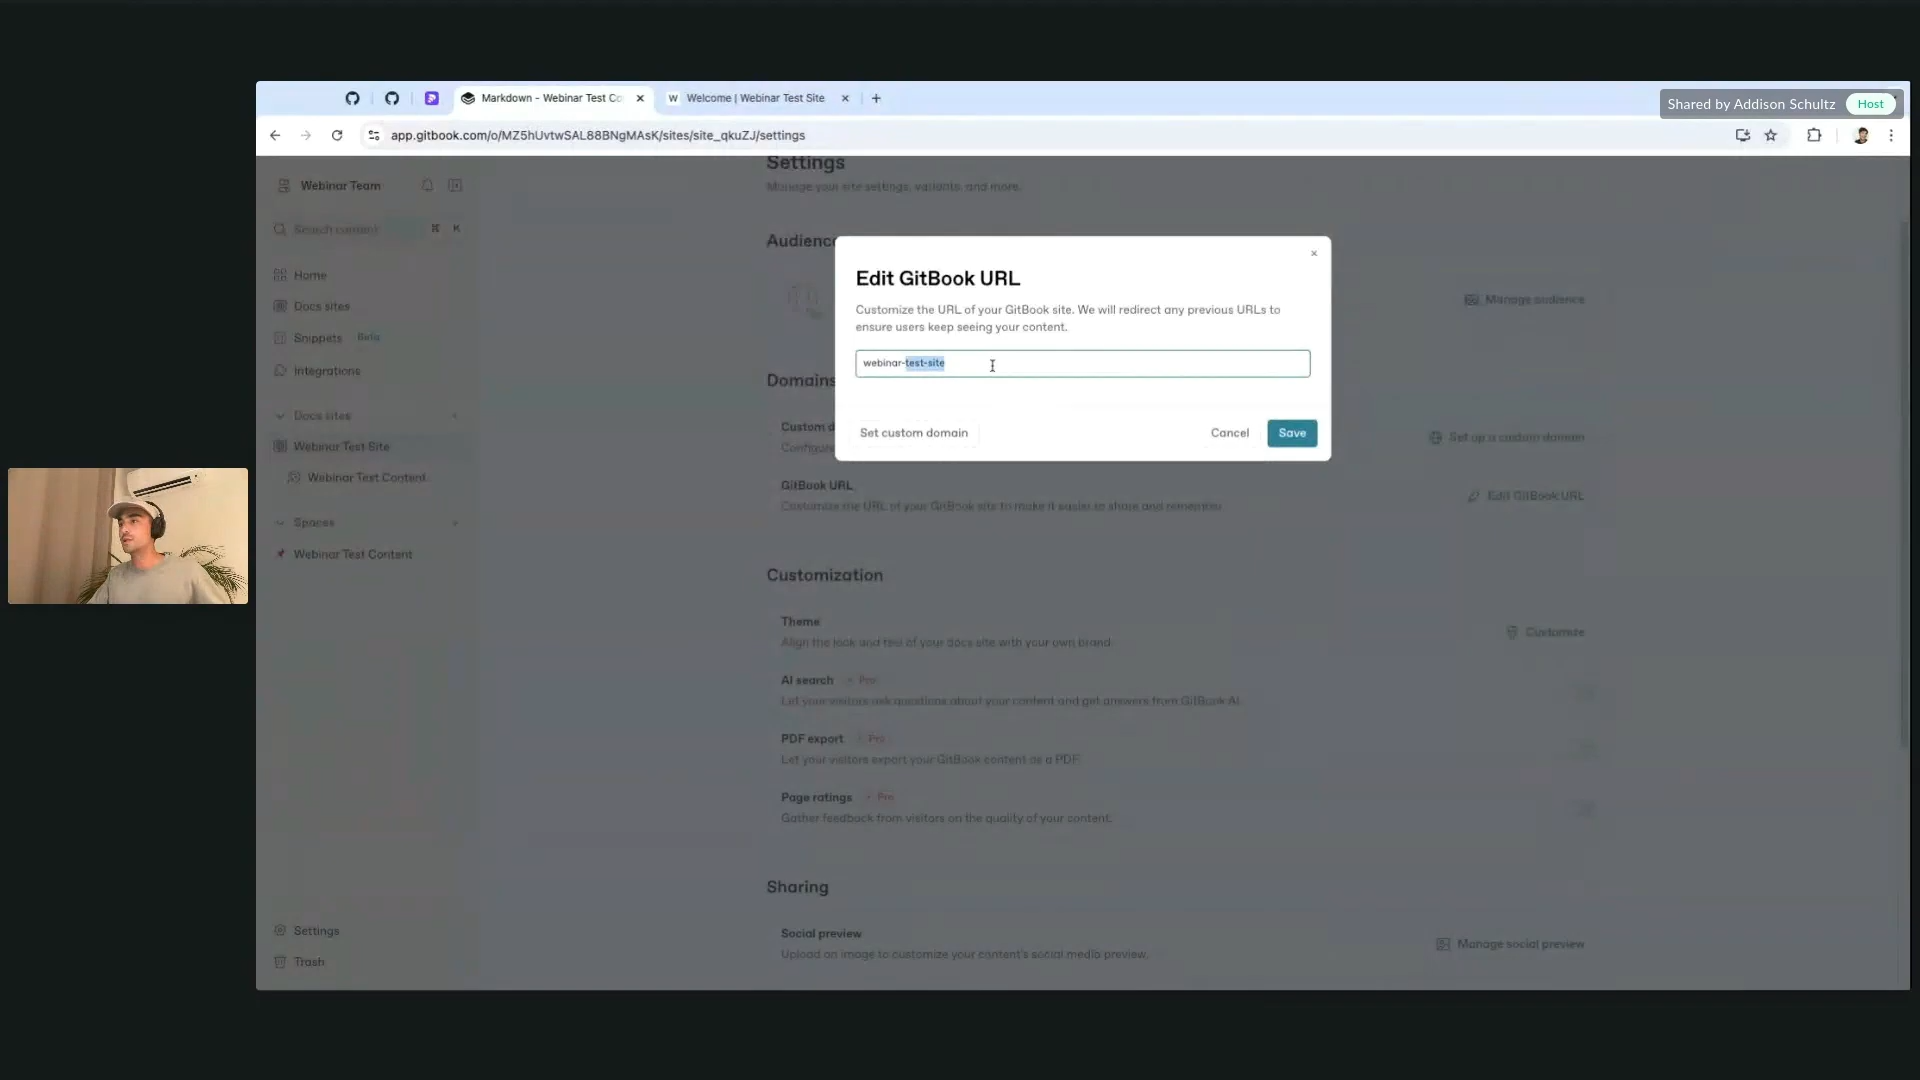 Markdown - Webinar Test Co
Welcome | Webinar Test Site
Shared by Addison Schultz Host
app.gitbook.com/o/MZ5hUvtwSAL88BNgMAsK/sites/site_qkuZJ/settings
Webinar Team
Search content ⌘ K
Home
Docs sites
Snippets Beta
Integrations
Docs sites
Webinar Test Site
Webinar Test Content
Spaces
Webinar Test Content
Settings
Trash
Settings
Manage your site settings, variants, and more.
Audience
Manage audience
Domains
Custom d
Configure
Set up a custom domain
GitBook URL
Customize the URL of your GitBook site to make it easier to share and remember.
Edit GitBook URL
Customization
Theme
Align the look and feel of your docs site with your own brand.
Customize
AI search Pro
Let your visitors ask questions about your content and get answers from GitBook AI.
PDF export Pro
Let your visitors export your GitBook content as a PDF.
Page ratings Pro
Gather feedback from visitors on the quality of your content.
Sharing
Social preview
Upload an image to customize your content's social media preview.
Manage social preview
Edit GitBook URL
Customize the URL of your GitBook site. We will redirect any previous URLs to
ensure users keep seeing your content.
webinar-test-site
Set custom domain
Cancel
Save